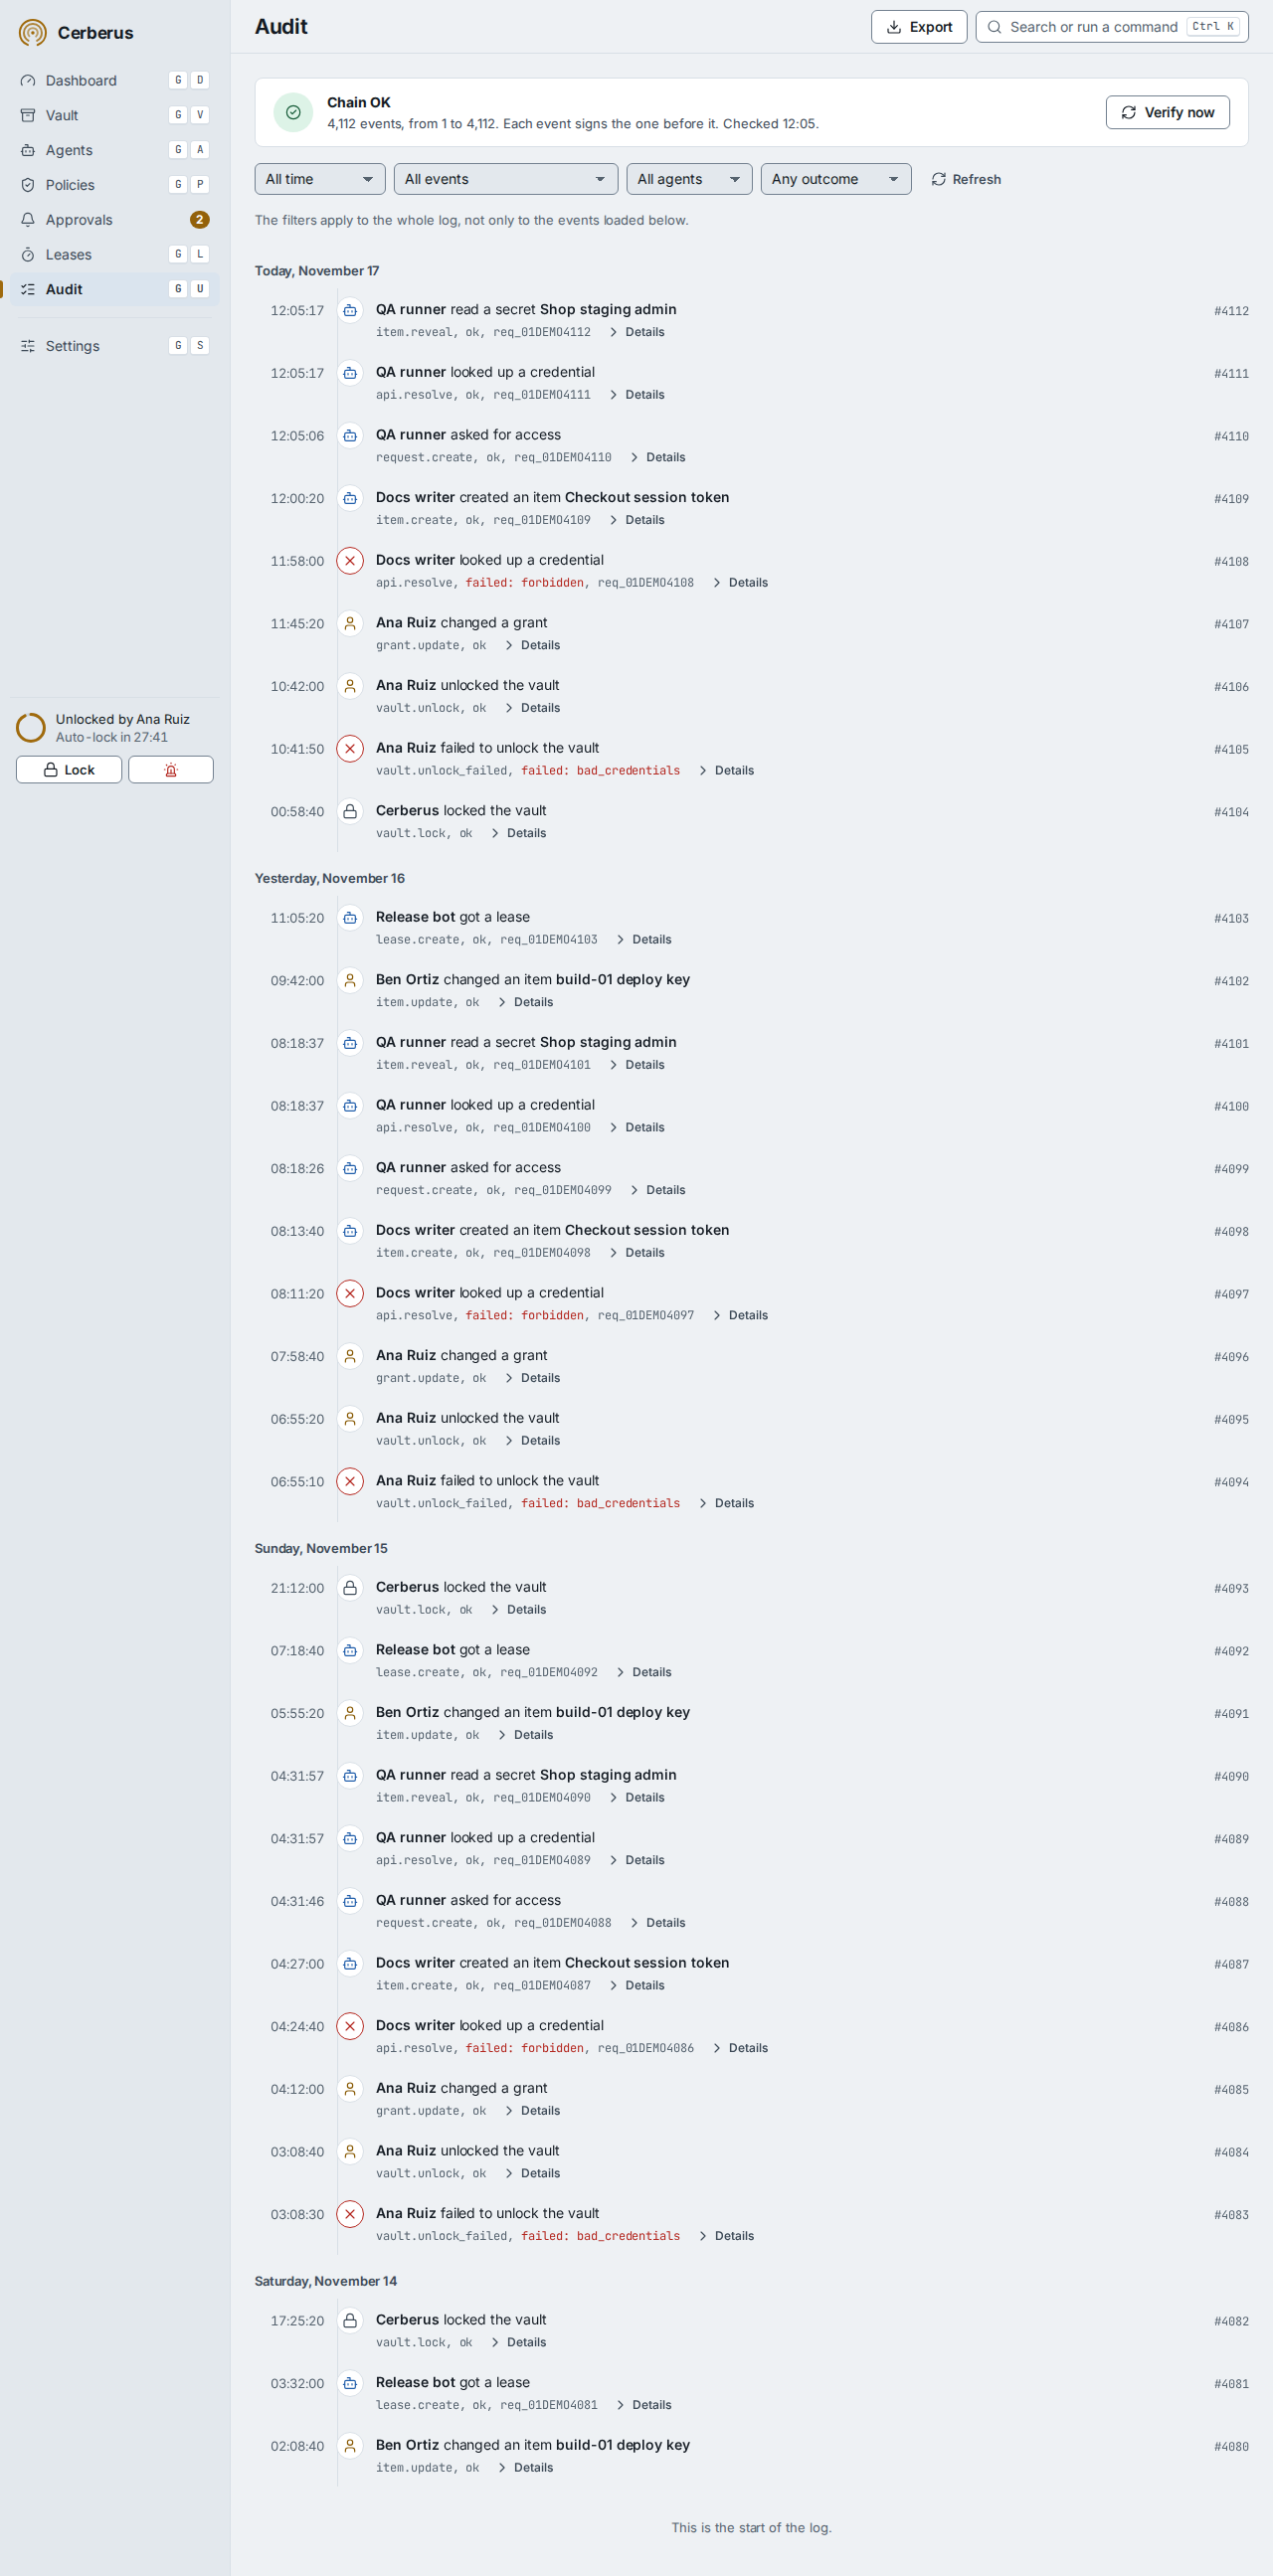 Cerberus
Dashboard G D
Vault G V
Agents G A
Policies G P
Approvals 2
Leases G L
Audit G U
Settings G S
Unlocked by Ana Ruiz
Auto-lock in 27:41
Lock
Audit
Export
Search or run a command Ctrl K
Chain OK
4,112 events, from 1 to 4,112. Each event signs the one before it. Checked 12:05.
Verify now
All time All events All agents Any outcome Refresh
The filters apply to the whole log, not only to the events loaded below.
Today, November 17
12:05:17 QA runner read a secret Shop staging admin #4112
item.reveal, ok, req_01DEMO4112 Details
12:05:17 QA runner looked up a credential #4111
api.resolve, ok, req_01DEMO4111 Details
12:05:06 QA runner asked for access #4110
request.create, ok, req_01DEMO4110 Details
12:00:20 Docs writer created an item Checkout session token #4109
item.create, ok, req_01DEMO4109 Details
11:58:00 Docs writer looked up a credential #4108
api.resolve, failed: forbidden, req_01DEMO4108 Details
11:45:20 Ana Ruiz changed a grant #4107
grant.update, ok Details
10:42:00 Ana Ruiz unlocked the vault #4106
vault.unlock, ok Details
10:41:50 Ana Ruiz failed to unlock the vault #4105
vault.unlock_failed, failed: bad_credentials Details
00:58:40 Cerberus locked the vault #4104
vault.lock, ok Details
Yesterday, November 16
11:05:20 Release bot got a lease #4103
lease.create, ok, req_01DEMO4103 Details
09:42:00 Ben Ortiz changed an item build-01 deploy key #4102
item.update, ok Details
08:18:37 QA runner read a secret Shop staging admin #4101
item.reveal, ok, req_01DEMO4101 Details
08:18:37 QA runner looked up a credential #4100
api.resolve, ok, req_01DEMO4100 Details
08:18:26 QA runner asked for access #4099
request.create, ok, req_01DEMO4099 Details
08:13:40 Docs writer created an item Checkout session token #4098
item.create, ok, req_01DEMO4098 Details
08:11:20 Docs writer looked up a credential #4097
api.resolve, failed: forbidden, req_01DEMO4097 Details
07:58:40 Ana Ruiz changed a grant #4096
grant.update, ok Details
06:55:20 Ana Ruiz unlocked the vault #4095
vault.unlock, ok Details
06:55:10 Ana Ruiz failed to unlock the vault #4094
vault.unlock_failed, failed: bad_credentials Details
Sunday, November 15
21:12:00 Cerberus locked the vault #4093
vault.lock, ok Details
07:18:40 Release bot got a lease #4092
lease.create, ok, req_01DEMO4092 Details
05:55:20 Ben Ortiz changed an item build-01 deploy key #4091
item.update, ok Details
04:31:57 QA runner read a secret Shop staging admin #4090
item.reveal, ok, req_01DEMO4090 Details
04:31:57 QA runner looked up a credential #4089
api.resolve, ok, req_01DEMO4089 Details
04:31:46 QA runner asked for access #4088
request.create, ok, req_01DEMO4088 Details
04:27:00 Docs writer created an item Checkout session token #4087
item.create, ok, req_01DEMO4087 Details
04:24:40 Docs writer looked up a credential #4086
api.resolve, failed: forbidden, req_01DEMO4086 Details
04:12:00 Ana Ruiz changed a grant #4085
grant.update, ok Details
03:08:40 Ana Ruiz unlocked the vault #4084
vault.unlock, ok Details
03:08:30 Ana Ruiz failed to unlock the vault #4083
vault.unlock_failed, failed: bad_credentials Details
Saturday, November 14
17:25:20 Cerberus locked the vault #4082
vault.lock, ok Details
03:32:00 Release bot got a lease #4081
lease.create, ok, req_01DEMO4081 Details
02:08:40 Ben Ortiz changed an item build-01 deploy key #4080
item.update, ok Details
This is the start of the log.